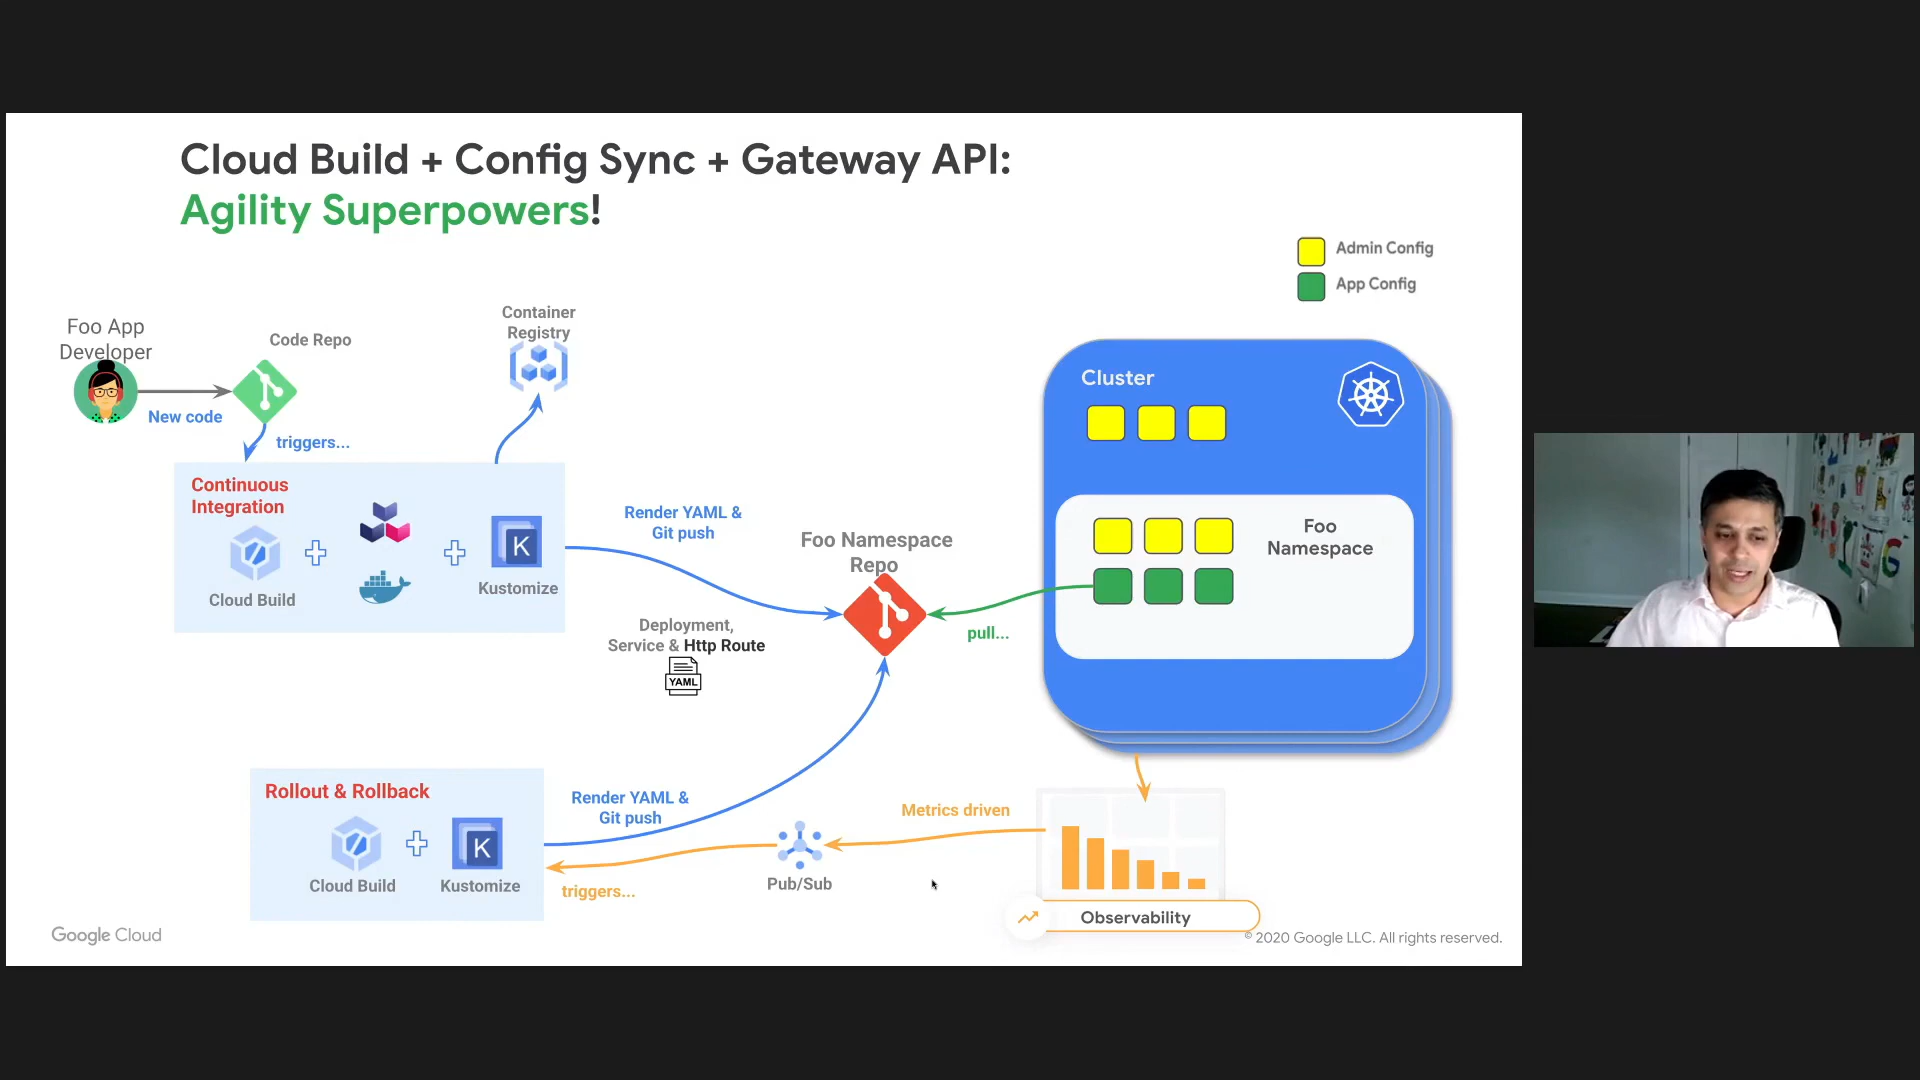 Cloud Build + Config Sync + Gateway API:
Agility Superpowers!
Admin Config
App Config
Foo App
Developer
Code Repo
Container
Registry
New code
triggers...
Continuous
Integration
Cloud Build
K
Kustomize
Render YAML &
Git push
Deployment,
Service & Http Route
YAML
Foo Namespace
Repo
pull...
Cluster
Foo
Namespace
Rollout & Rollback
Cloud Build
K
Kustomize
Render YAML &
Git push
triggers...
Pub/Sub
Metrics driven
Observability
Google Cloud
© 2020 Google LLC. All rights reserved.